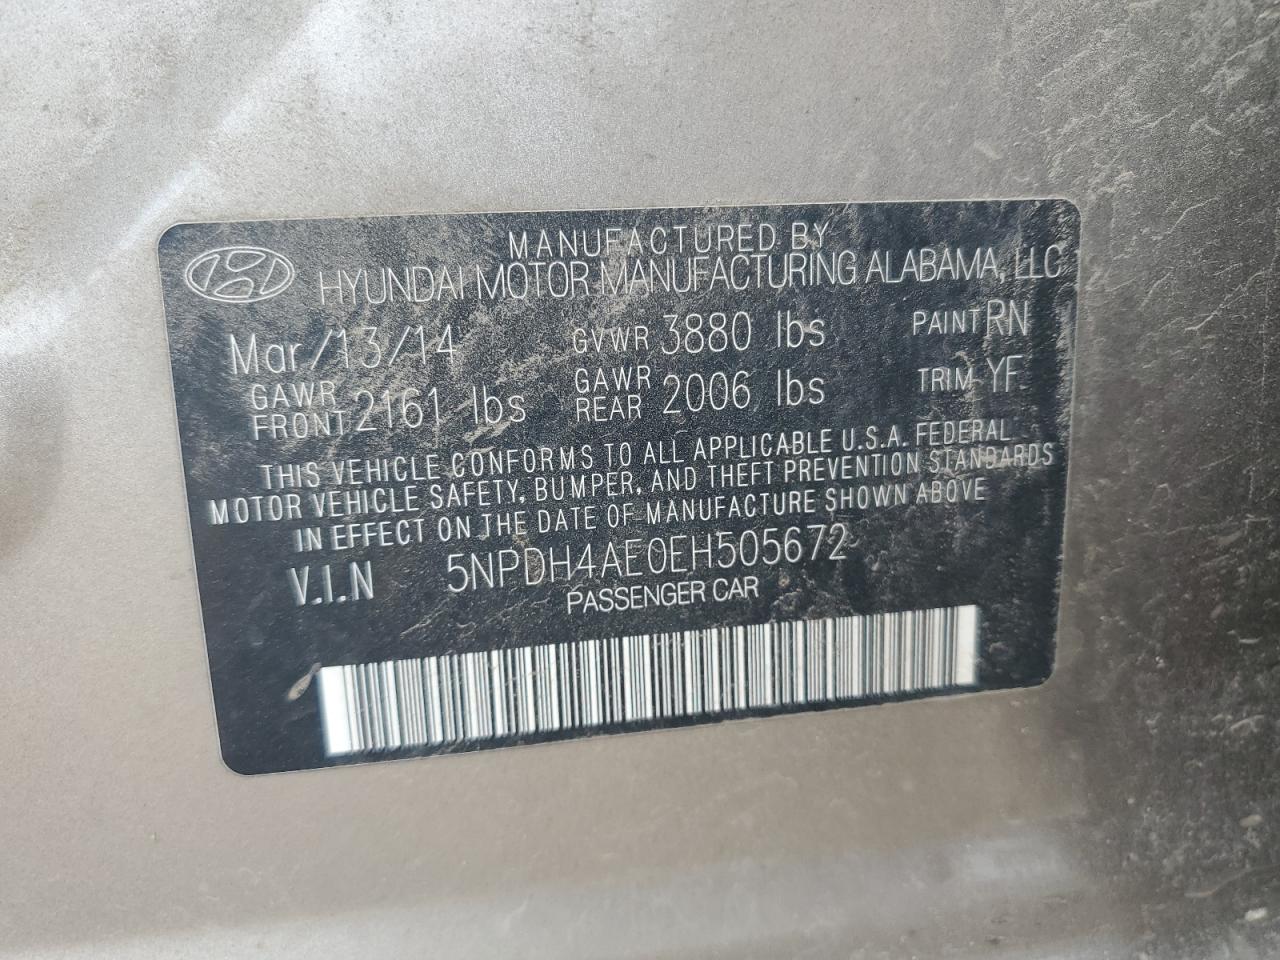 MANUFACTURED BY
HYUNDAI MOTOR MANUFACTURING ALABAMA, LLC
Mar/13/14 GVWR 3880 lbs PAINT RN
GAWR FRONT 2161 lbs GAWR REAR 2006 lbs TRIM YF
THIS VEHICLE CONFORMS TO ALL APPLICABLE U.S.A. FEDERAL
MOTOR VEHICLE SAFETY, BUMPER, AND THEFT PREVENTION STANDARDS
IN EFFECT ON THE DATE OF MANUFACTURE SHOWN ABOVE
V.I.N 5NPDH4AE0EH505672
PASSENGER CAR